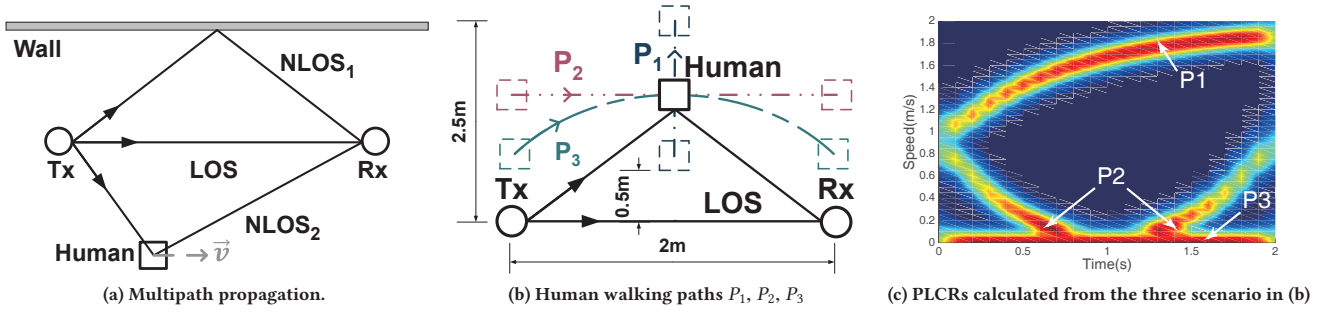 Wall
NLOS1
Tx
LOS
Rx
NLOS2
Human
v
(a) Multipath propagation.
2.5m
P2
P1
Human
P3
Tx
0.5m
LOS
Rx
2m
(b) Human walking paths P1, P2, P3
Speed(m/s)
2
1.8
1.6
1.4
1.2
1
0.8
0.6
0.4
0.2
0
P1
P2
P3
0.5
1
1.5
2
Time(s)
(c) PLCRs calculated from the three scenario in (b)